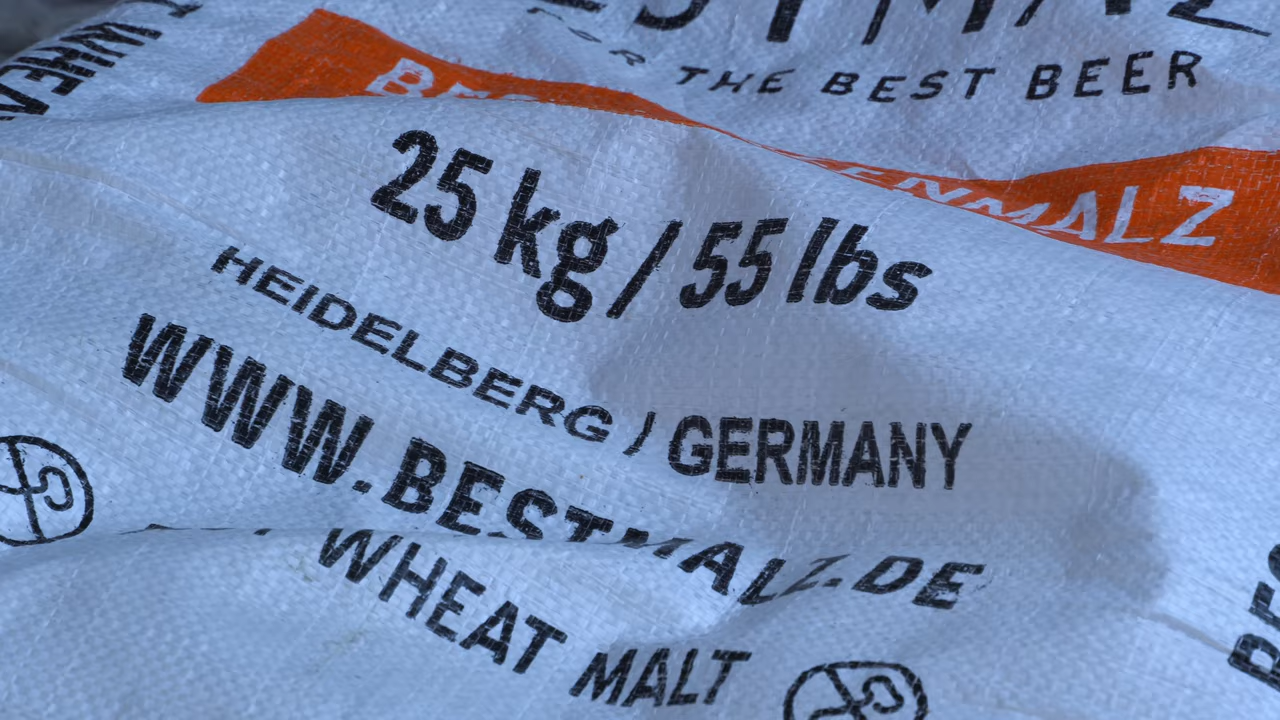 THE BEST BEER
25 kg / 55 lbs
HEIDELBERG / GERMANY
WWW.BESTMALZ.DE
WHEAT MALT